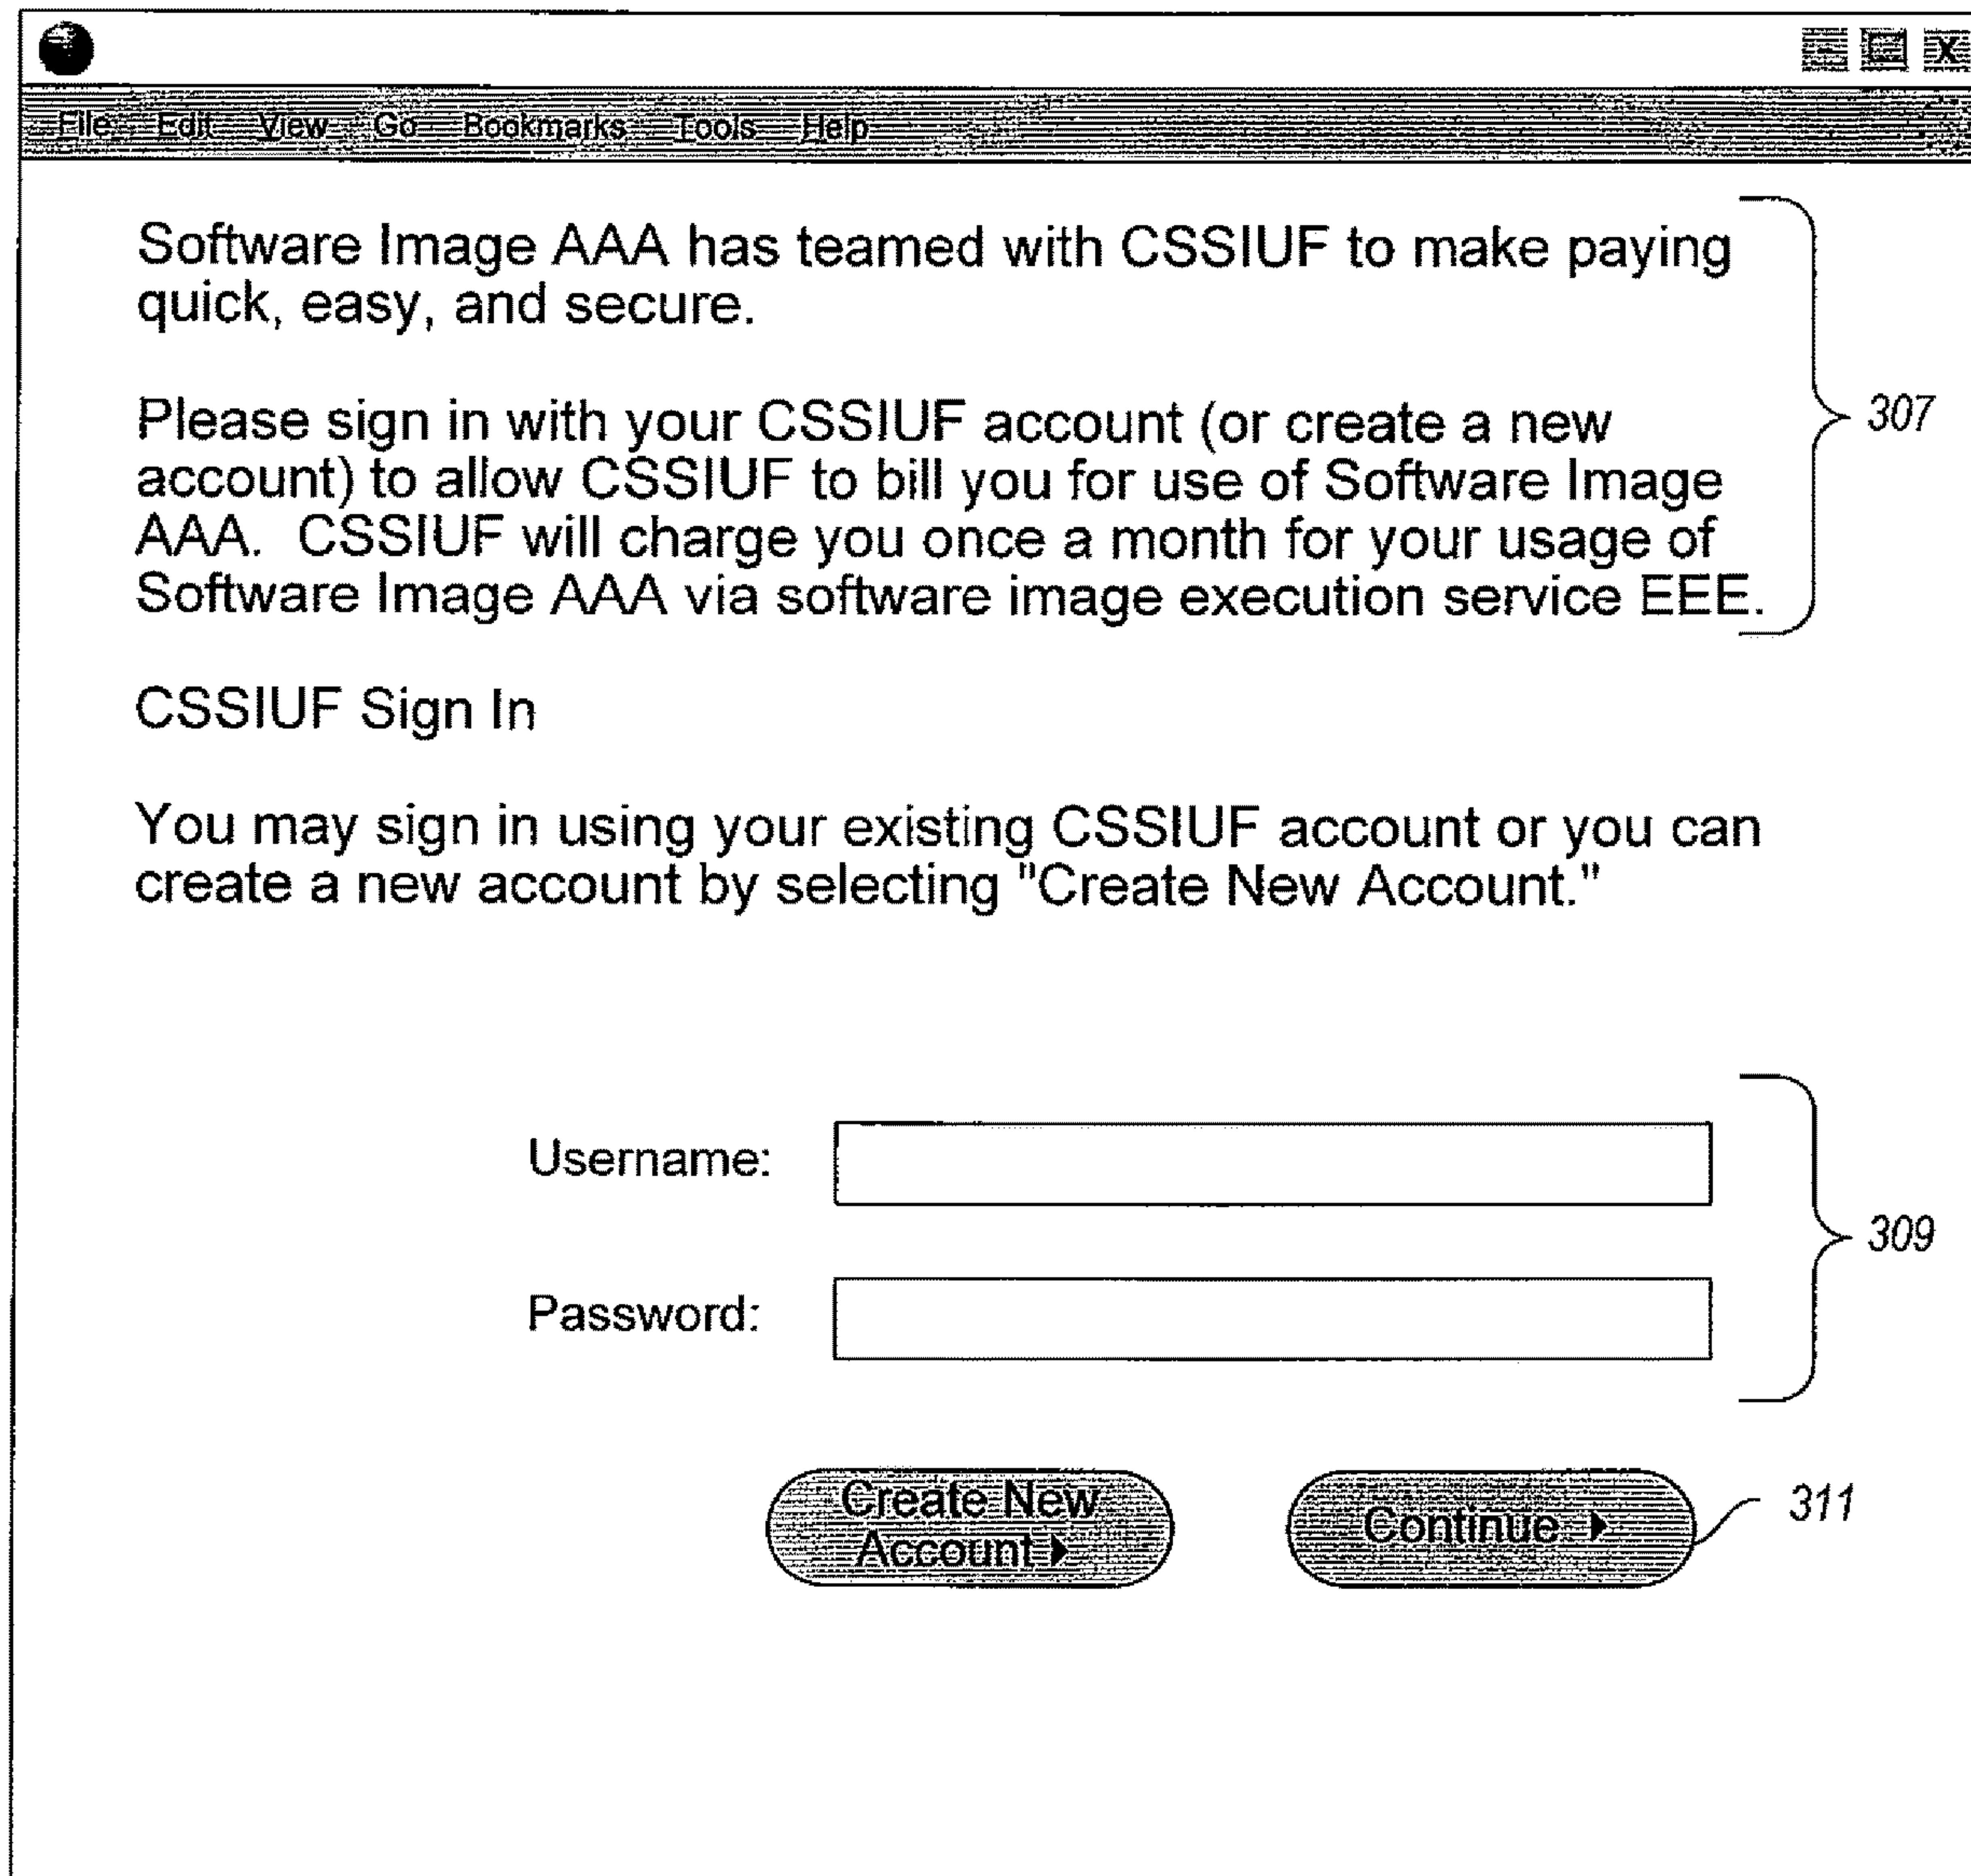 X
File Edit View Go Bookmarks Tools Help
Software Image AAA has teamed with CSSIUF to make paying
quick, easy, and secure.
Please sign in with your CSSIUF account (or create a new
account) to allow CSSIUF to bill you for use of Software Image
AAA. CSSIUF will charge you once a month for your usage of
Software Image AAA via software image execution service EEE.
307
CSSIUF Sign In
You may sign in using your existing CSSIUF account or you can
create a new account by selecting "Create New Account."
Username:
309
Password:
Create New
Account
Continue
311